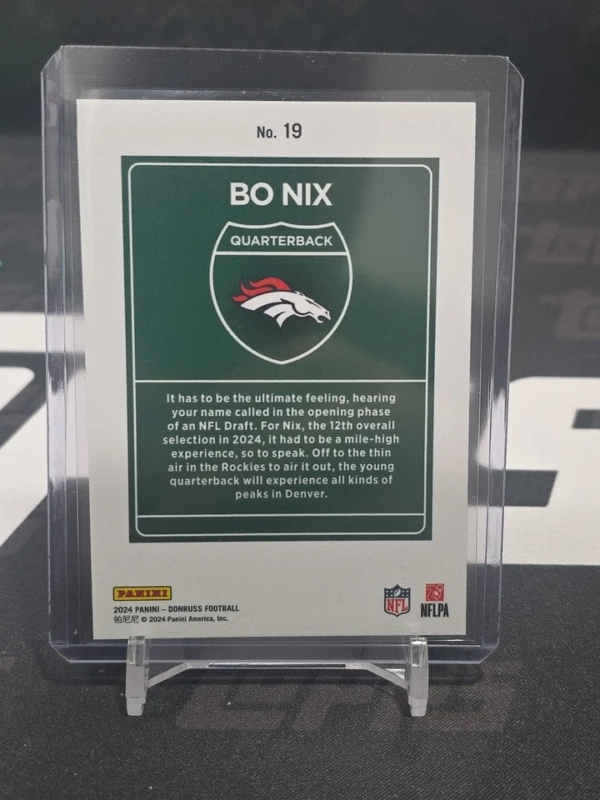 No. 19
BO NIX
QUARTERBACK
It has to be the ultimate feeling, hearing
your name called in the opening phase
of an NFL Draft. For Nix, the 12th overall
selection in 2024, it had to be a mile-high
experience, so to speak. Off to the thin
air in the Rockies to air it out, the young
quarterback will experience all kinds of
peaks in Denver.
PANINI
2024 PANINI – DONRUSS FOOTBALL
帕尼尼 © 2024 Panini America, Inc.
NFL
NFLPA